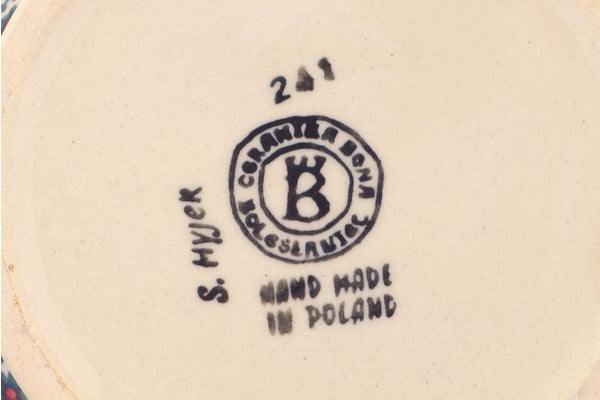 CERAMIKA BONA
BOLESŁAWIEC
B
S. HYJEK
HAND MADE
IN POLAND